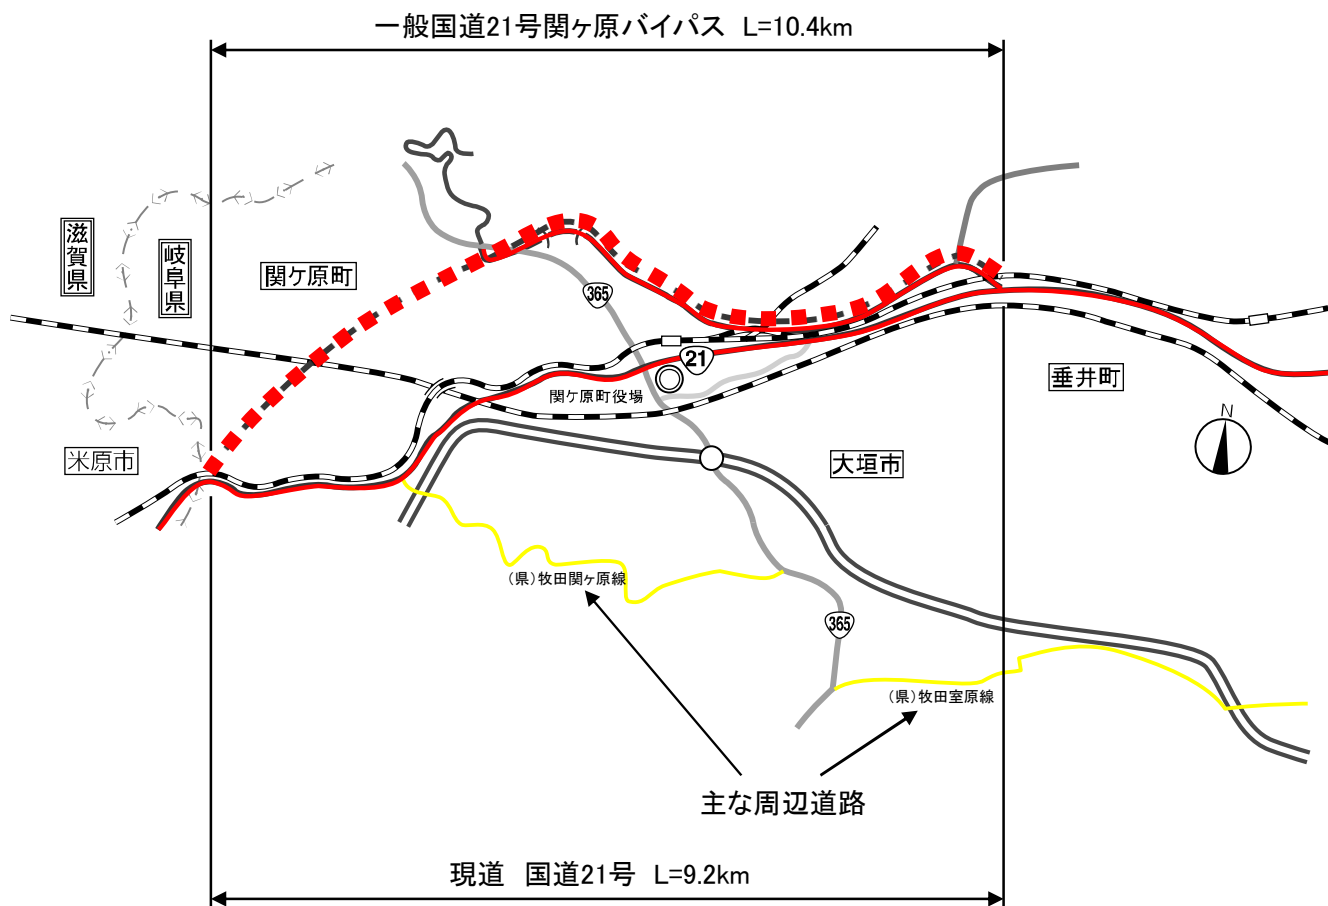 一般国道21号関ヶ原バイパス L=10.4km
滋賀県
岐阜県
関ケ原町
365
21
関ケ原町役場
垂井町
N
米原市
大垣市
(県)牧田関ヶ原線
365
(県)牧田室原線
主な周辺道路
現道 国道21号 L=9.2km